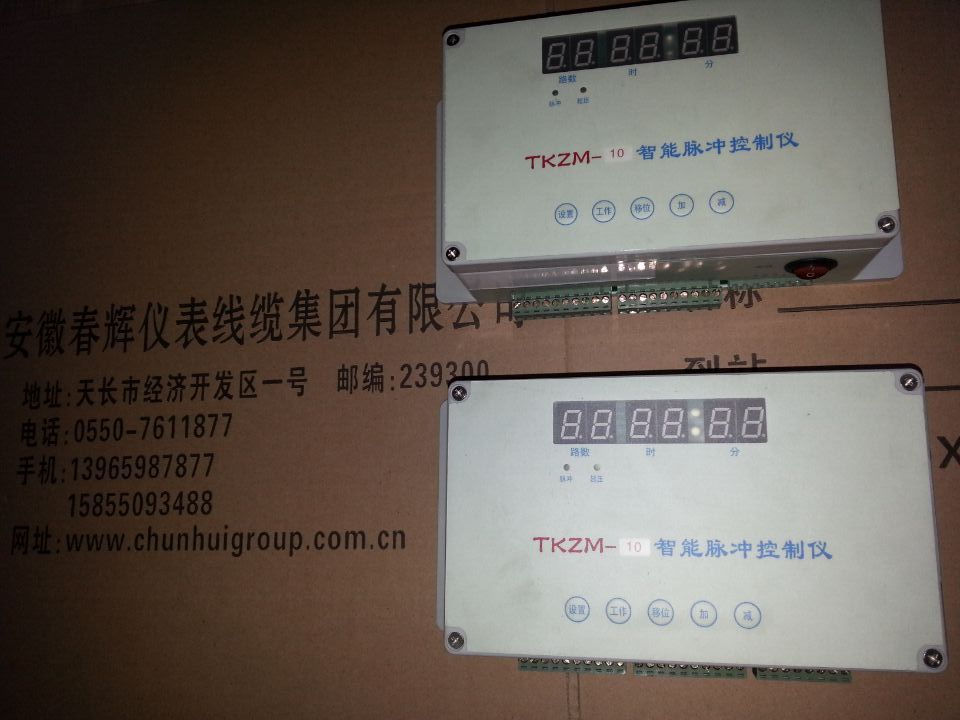 路数 时 分
脉冲
TKZM-10 智能脉冲控制仪
设置 工作 移位 加 减
安徽春辉仪表线缆集团有限公司
地址:天长市经济开发区一号 邮编:239300
电话:0550-7611877
手机:13965987877
15855093488
网址:www.chunhuigroup.com.cn
到站
X
路数 时 分
脉冲
TKZM-10 智能脉冲控制仪
设置 工作 移位 加 减